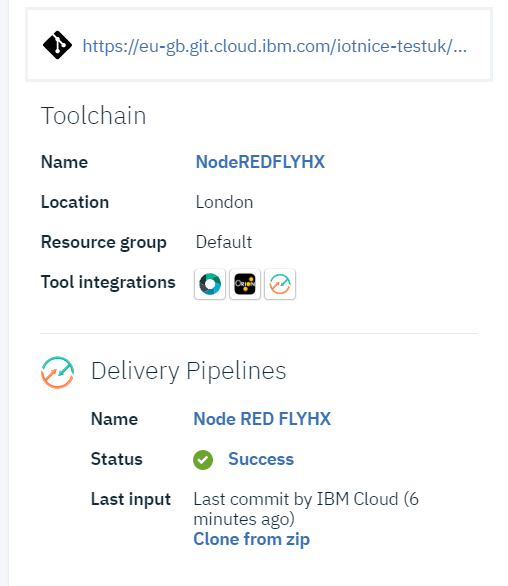 https://eu-gb.git.cloud.ibm.com/iotnice-testuk/...
Toolchain
Name NodeREDFLYHX
Location London
Resource group Default
Tool integrations ORION
Delivery Pipelines
Name Node RED FLYHX
Status Success
Last input Last commit by IBM Cloud (6
minutes ago)
Clone from zip